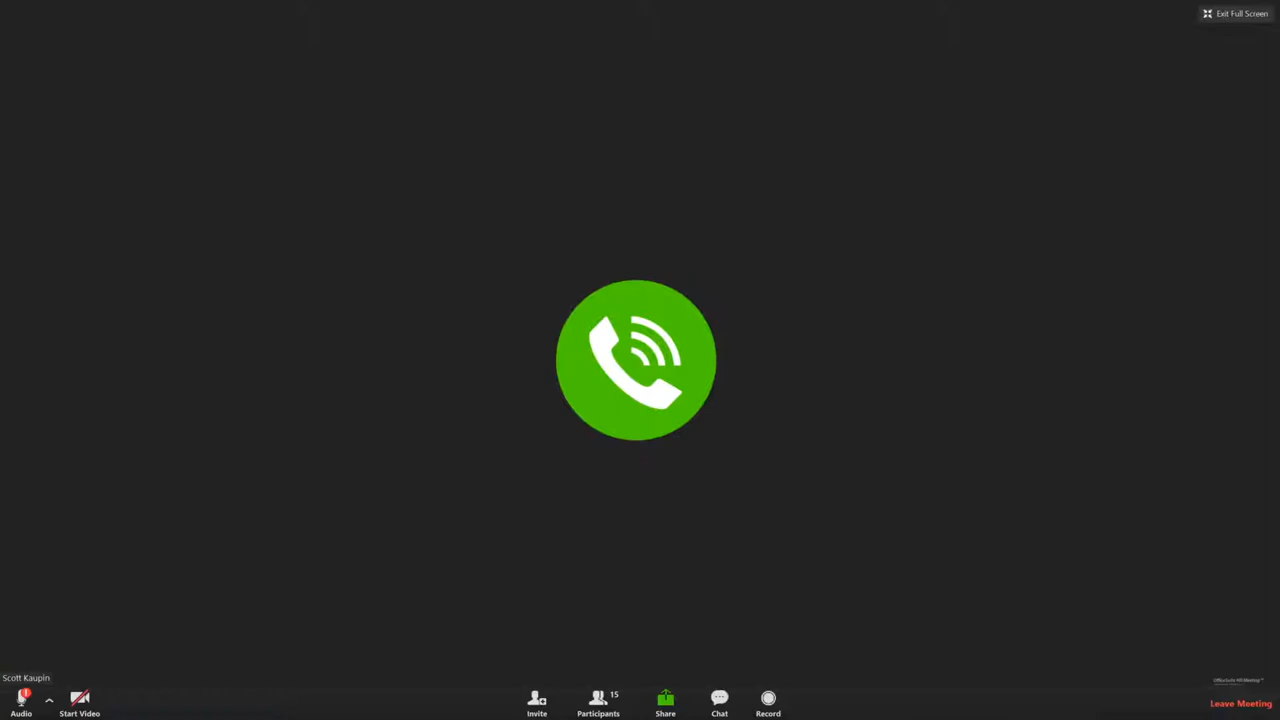 Exit Full Screen
Scott Kaupin
Audio
Start Video
Invite
Participants
15
Share
Chat
Record
Leave Meeting